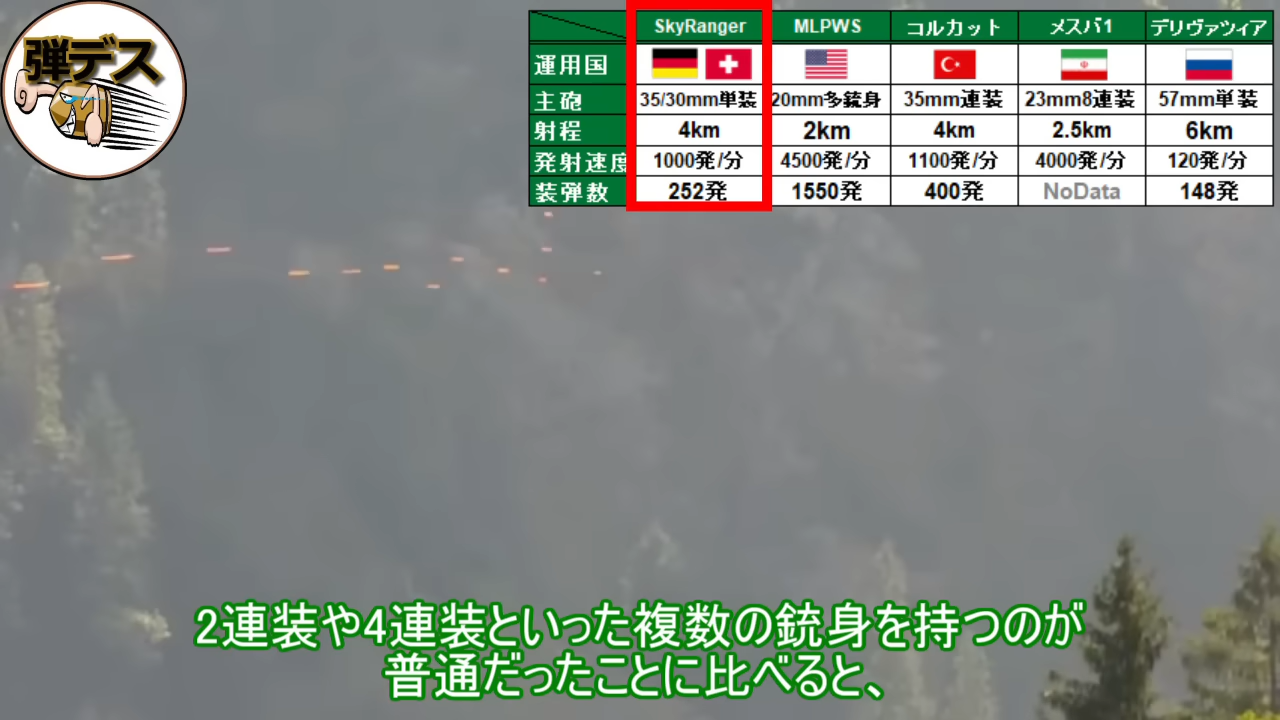 弾デス
SkyRanger MLPWS コルカット メスバ1 デリヴァツィア
運用国
主砲 35/30mm単装 20mm多銃身 35mm連装 23mm8連装 57mm単装
射程 4km 2km 4km 2.5km 6km
発射速度 1000発/分 4500発/分 1100発/分 4000発/分 120発/分
装弾数 252発 1550発 400発 NoData 148発
2連装や4連装といった複数の銃身を持つのが
普通だったことに比べると、